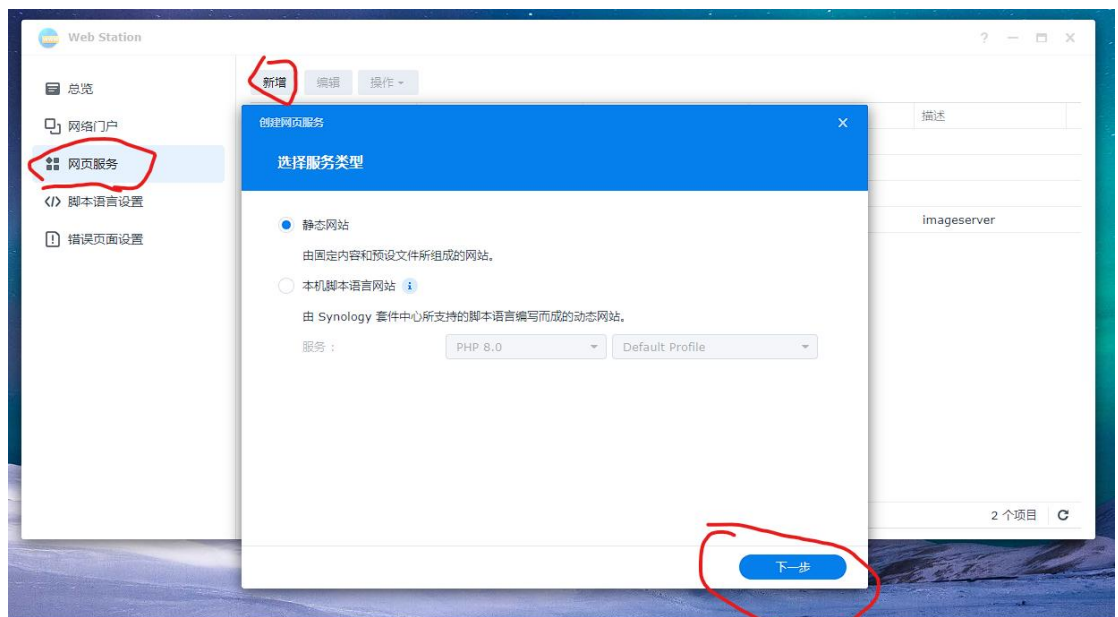 Web Station
总览
网络门户
网页服务
脚本语言设置
错误页面设置
新增 编辑 操作
描述
imageserver
创建网页服务
选择服务类型
静态网站
由固定内容和预设文件所组成的网站。
本机脚本语言网站 i
由 Synology 套件中心所支持的脚本语言编写而成的动态网站。
服务： PHP 8.0 Default Profile
2 个项目
下一步